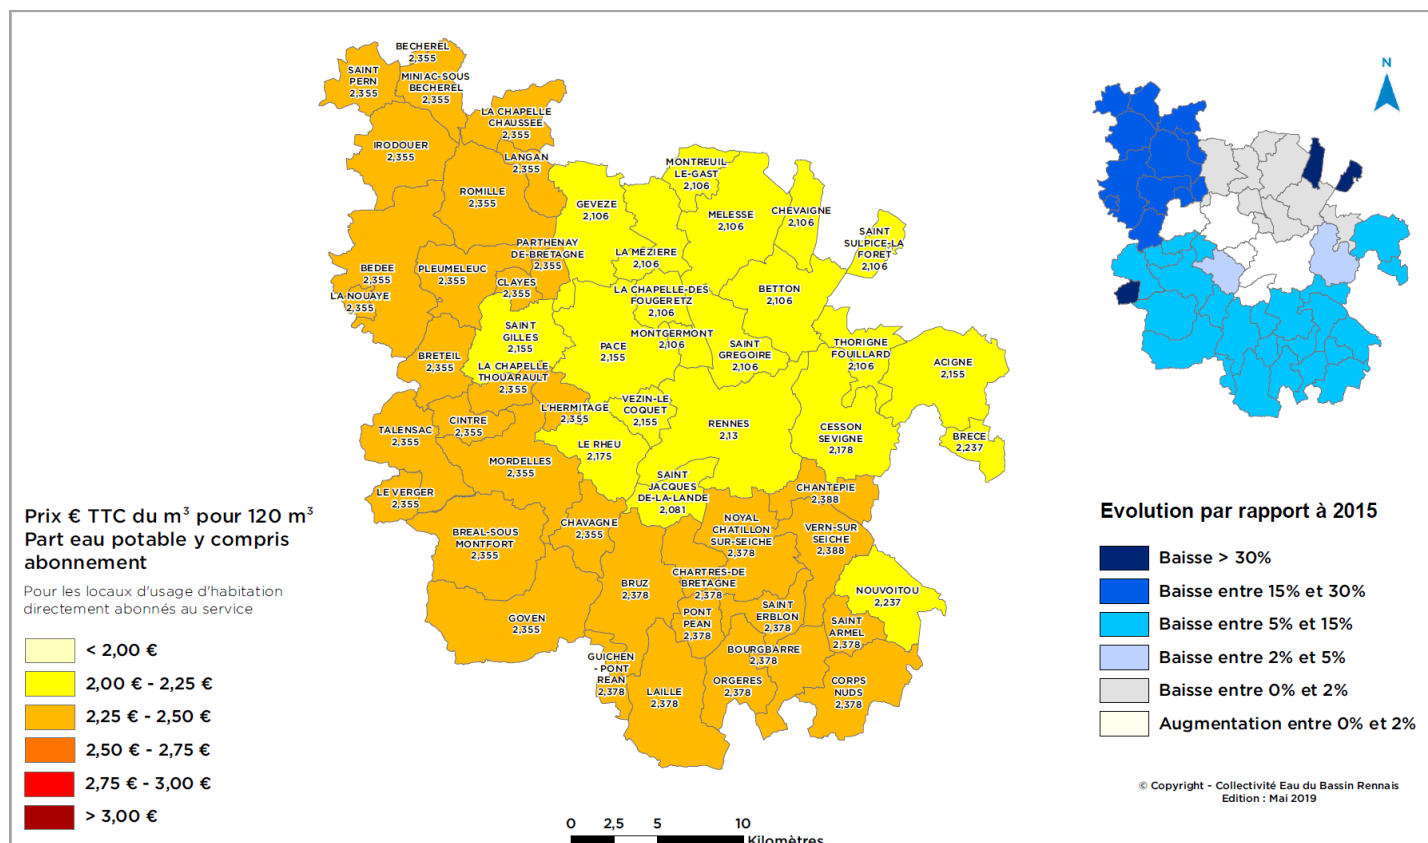 BECHEREL
2,355
SAINT
PERN
2,355
MINIAC-SOUS
BECHEREL
2,355
LA CHAPELLE
CHAUSSEE
2,355
IRODOUER
2,355
LANGAN
2,355
ROMILLE
2,355
MONTREUIL
LE-GAST
2,106
GEVEZE
2,106
MELESSE
2,106
CHEVAIGNE
2,106
SAINT
SULPICE-LA
FORET
2,106
PARTHENAY
DE-BRETAGNE
2,355
LA MEZIERE
2,106
BEDEE
2,355
PLEUMELEUC
2,355
CLAYES
2,355
LA NOUAYE
2,355
LA CHAPELLE-DES
FOUGERETZ
2,106
BETTON
2,106
SAINT
GILLES
2,155
PACE
2,155
MONTGERMONT
2,106
SAINT
GREGOIRE
2,106
THORIGNE
FOUILLARD
2,106
ACIGNE
2,155
BRETEIL
2,355
LA CHAPELLE
THOUARAULT
2,355
L'HERMITAGE
2,355
VEZIN-LE
COQUET
2,155
RENNES
2,13
CESSON
SEVIGNE
2,178
BRECE
2,237
TALENSAC
2,355
CINTRE
2,355
LE RHEU
2,175
MORDELLES
2,355
SAINT
JACQUES
DE-LA-LANDE
2,081
CHANTEPIE
2,388
LE VERGER
2,355
BREAL-SOUS
MONTFORT
2,355
CHAVAGNE
2,355
NOYAL
CHATILLON
SUR-SEICHE
2,378
VERN-SUR
SEICHE
2,388
BRUZ
2,378
CHARTRES-DE
BRETAGNE
2,378
NOUVOITOU
2,237
GOVEN
2,355
PONT
PEAN
2,378
SAINT
ERBLON
2,378
SAINT
ARMEL
2,378
GUICHEN
- PONT
REAN
2,378
BOURGBARRE
2,378
LAILLE
2,378
ORGERES
2,378
CORPS
NUDS
2,378
Prix € TTC du m³ pour 120 m³
Part eau potable y compris
abonnement
Pour les locaux d'usage d'habitation
directement abonnés au service
< 2,00 €
2,00 € - 2,25 €
2,25 € - 2,50 €
2,50 € - 2,75 €
2,75 € - 3,00 €
> 3,00 €
0 2,5 5 10
Kilomètres
N
Evolution par rapport à 2015
Baisse > 30%
Baisse entre 15% et 30%
Baisse entre 5% et 15%
Baisse entre 2% et 5%
Baisse entre 0% et 2%
Augmentation entre 0% et 2%
© Copyright - Collectivité Eau du Bassin Rennais
Edition : Mai 2019